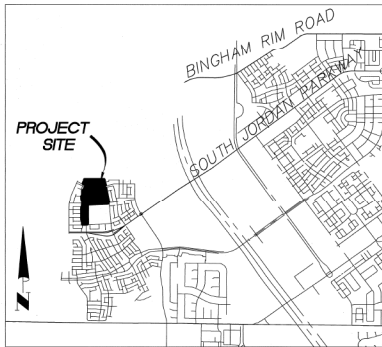 BINGHAM RIM ROAD
SOUTH JORDAN PARKWAY
PROJECT
SITE
N